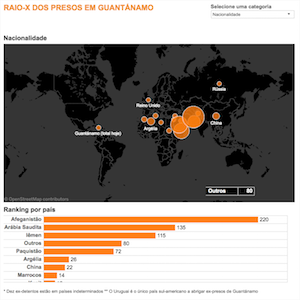 RAIO-X DOS PRESOS EM GUANTÁNAMO
Selecione uma categoria
Nacionalidade
Nacionalidade
Rússia
Reino Unido
China
Argélia
Guantánamo (total hoje)
Outros 80
© OpenStreetMap contributors
Ranking por país
Afeganistão 220
Arábia Saudita 135
Iêmen 115
Outros 80
Paquistão 72
Argélia 26
China 22
Marrocos 14
* Dez ex-detentos estão em países indeterminados ** O Uruguai é o único país sul-americano a abrigar ex-presos de Guantánamo